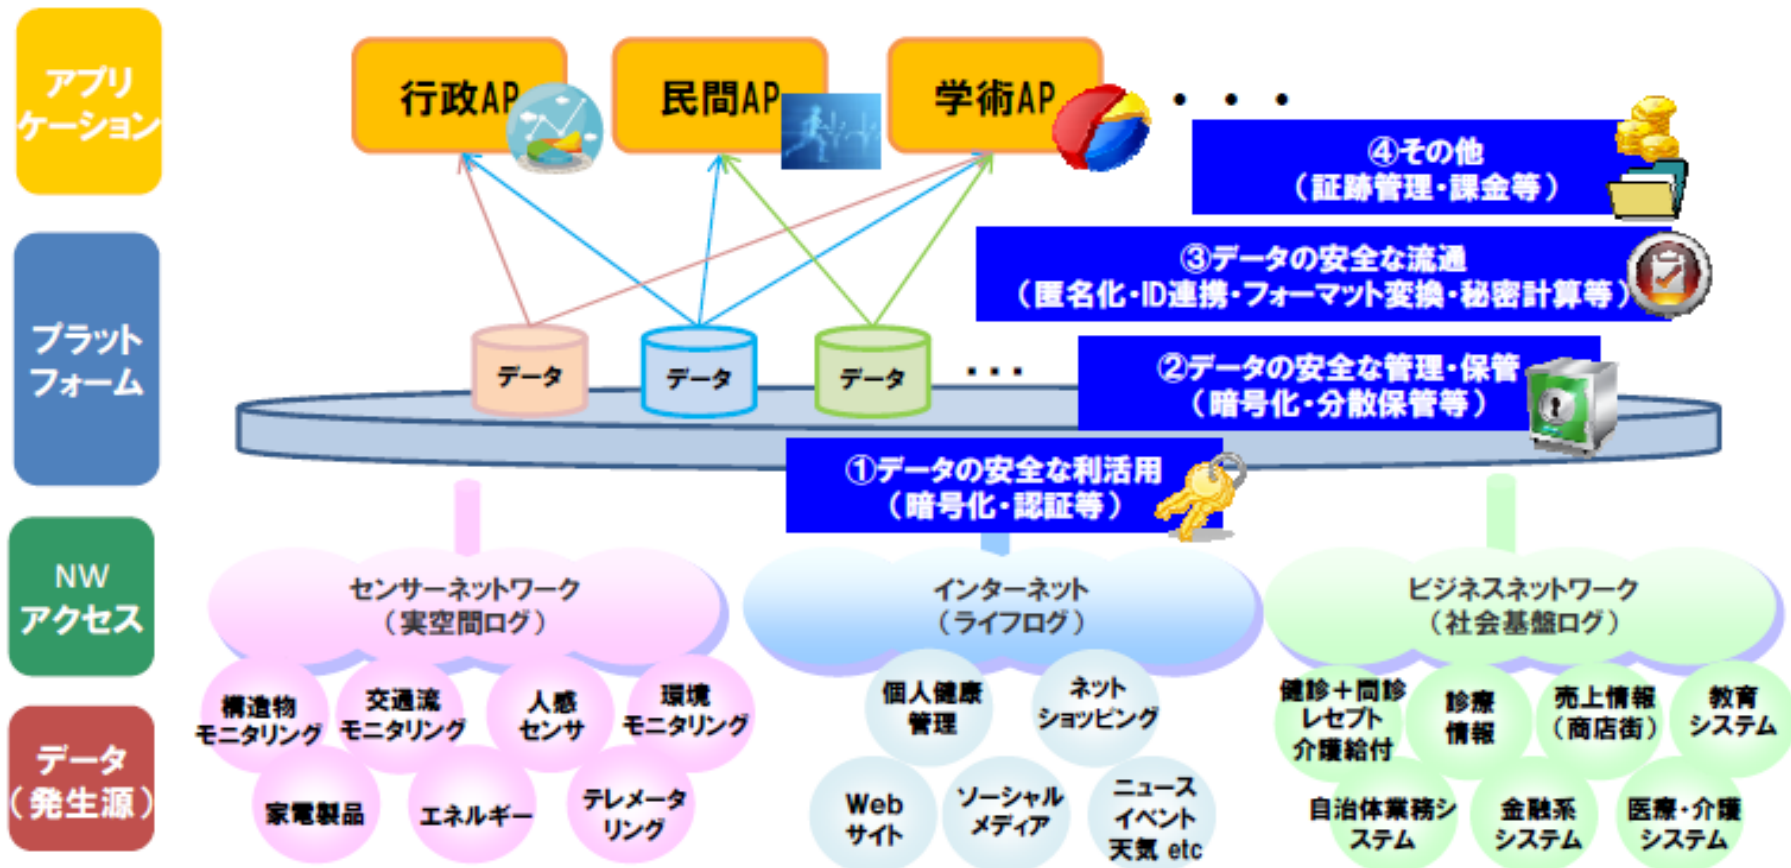 アプリ
ケーション
行政AP
民間AP
学術AP
・・・
④その他
（証跡管理・課金等）
③データの安全な流通
（匿名化・ID連携・フォーマット変換・秘密計算等）
プラット
フォーム
データ
データ
データ
・・・
②データの安全な管理・保管
（暗号化・分散保管等）
①データの安全な利活用
（暗号化・認証等）
NW
アクセス
センサーネットワーク
（実空間ログ）
インターネット
（ライフログ）
ビジネスネットワーク
（社会基盤ログ）
データ
（発生源）
構造物
モニタリング
交通流
モニタリング
人感
センサ
環境
モニタリング
家電製品
エネルギー
テレメータ
リング
個人健康
管理
ネット
ショッピング
Web
サイト
ソーシャル
メディア
ニュース
イベント
天気 etc
健診＋問診
レセプト
介護給付
診療
情報
売上情報
（商店街）
教育
システム
自治体業務シ
ステム
金融系
システム
医療・介護
システム